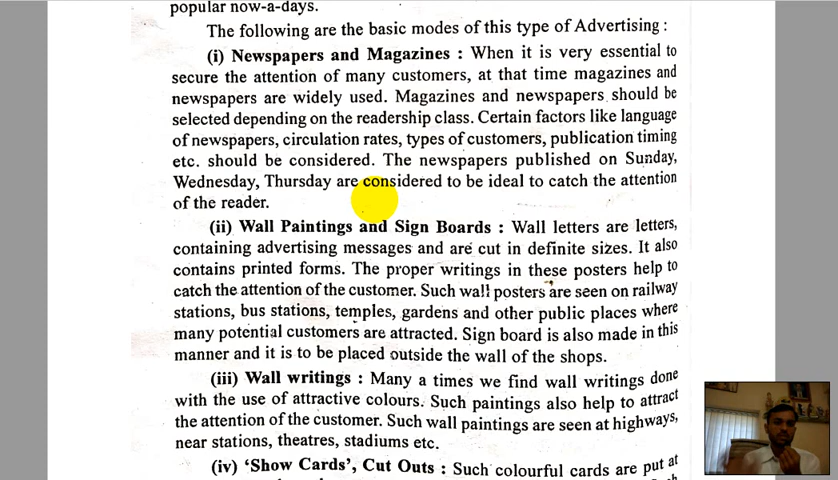 popular now-a-days.
The following are the basic modes of this type of Advertising :
(i) Newspapers and Magazines : When it is very essential to
secure the attention of many customers, at that time magazines and
newspapers are widely used. Magazines and newspapers should be
selected depending on the readership class. Certain factors like language
of newspapers, circulation rates, types of customers, publication timing
etc. should be considered. The newspapers published on Sunday,
Wednesday, Thursday are considered to be ideal to catch the attention
of the reader.
(ii) Wall Paintings and Sign Boards : Wall letters are letters,
containing advertising messages and are cut in definite sizes. It also
contains printed forms. The proper writings in these posters help to
catch the attention of the customer. Such wall posters are seen on railway
stations, bus stations, temples, gardens and other public places where
many potential customers are attracted. Sign board is also made in this
manner and it is to be placed outside the wall of the shops.
(iii) Wall writings : Many a times we find wall writings done
with the use of attractive colours. Such paintings also help to attract
the attention of the customer. Such wall paintings are seen at highways,
near stations, theatres, stadiums etc.
(iv) ‘Show Cards’, Cut Outs : Such colourful cards are put at